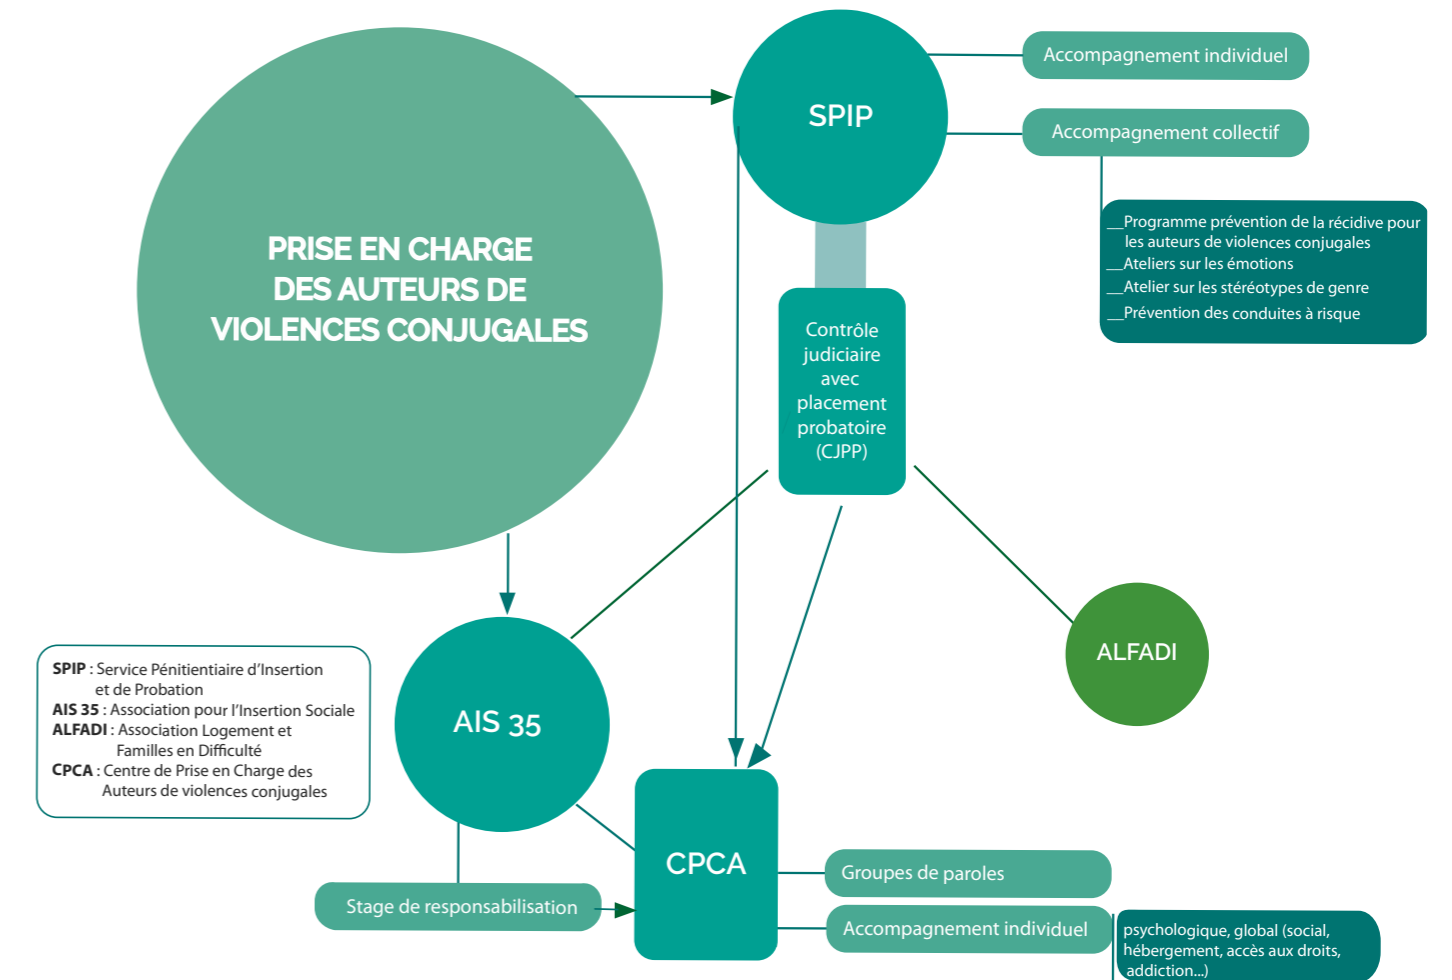 PRISE EN CHARGE
DES AUTEURS DE
VIOLENCES CONJUGALES
SPIP
Accompagnement individuel
Accompagnement collectif
__Programme prévention de la récidive pour
les auteurs de violences conjugales
__Ateliers sur les émotions
__Atelier sur les stéréotypes de genre
__Prévention des conduites à risque
Contrôle
judiciaire
avec
placement
probatoire
(CJPP)
ALFADI
AIS 35
SPIP : Service Pénitientiaire d'Insertion
et de Probation
AIS 35 : Association pour l'Insertion Sociale
ALFADI : Association Logement et
Familles en Difficulté
CPCA : Centre de Prise en Charge des
Auteurs de violences conjugales
CPCA
Stage de responsabilisation
Groupes de paroles
Accompagnement individuel
psychologique, global (social,
hébergement, accès aux droits,
addiction...)